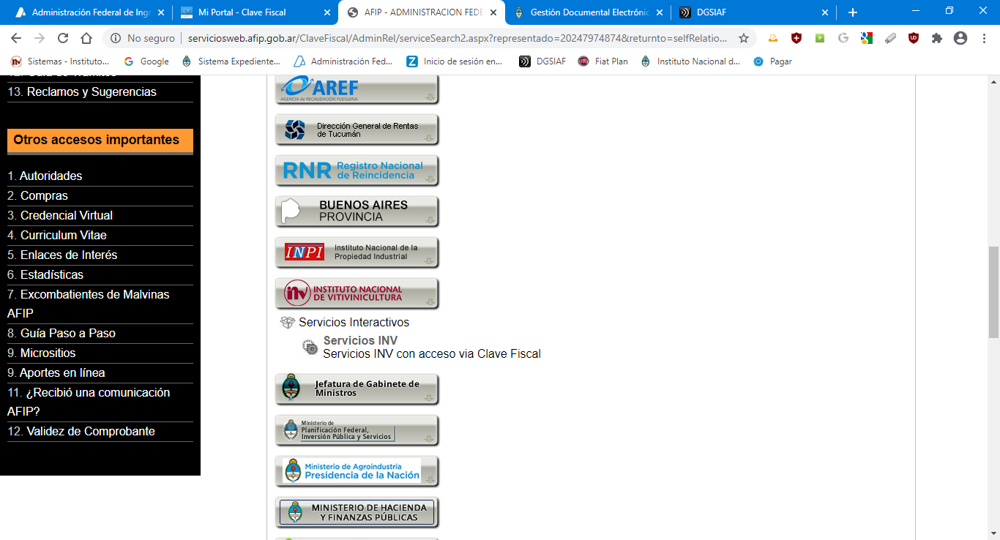 Administración Federal de Ingr
Mi Portal - Clave Fiscal
AFIP - ADMINISTRACION FEDE
Gestión Documental Electrónic
DGSIAF
No seguro
serviciosweb.afip.gob.ar/ClaveFiscal/AdminRel/serviceSearch2.aspx?representado=20247974874&returnto=selfRelatio...
Sistemas - Instituto...
Google
Sistema Expediente...
Administración Fed...
Inicio de sesión en...
DGSIAF
Fiat Plan
Instituto Nacional d...
Pagar
13. Reclamos y Sugerencias
Otros accesos importantes
1. Autoridades
2. Compras
3. Credencial Virtual
4. Curriculum Vitae
5. Enlaces de Interés
6. Estadísticas
7. Excombatientes de Malvinas
AFIP
8. Guía Paso a Paso
9. Micrositios
9. Aportes en línea
11. ¿Recibió una comunicación
AFIP?
12. Validez de Comprobante
AREF
AGENCIA de RECAUDACIÓN FUEGUINA
Dirección General de Rentas
de Tucumán
RNR Registro Nacional
de Reincidencia
BUENOS AIRES
PROVINCIA
INPI Instituto Nacional de la
Propiedad Industrial
inv INSTITUTO NACIONAL
DE VITIVINICULTURA
Servicios Interactivos
Servicios INV
Servicios INV con acceso via Clave Fiscal
Jefatura de Gabinete de
Ministros
Ministerio de
Planificación Federal,
Inversión Pública y Servicios
Ministerio de Agroindustria
Presidencia de la Nación
MINISTERIO DE HACIENDA
Y FINANZAS PÚBLICAS